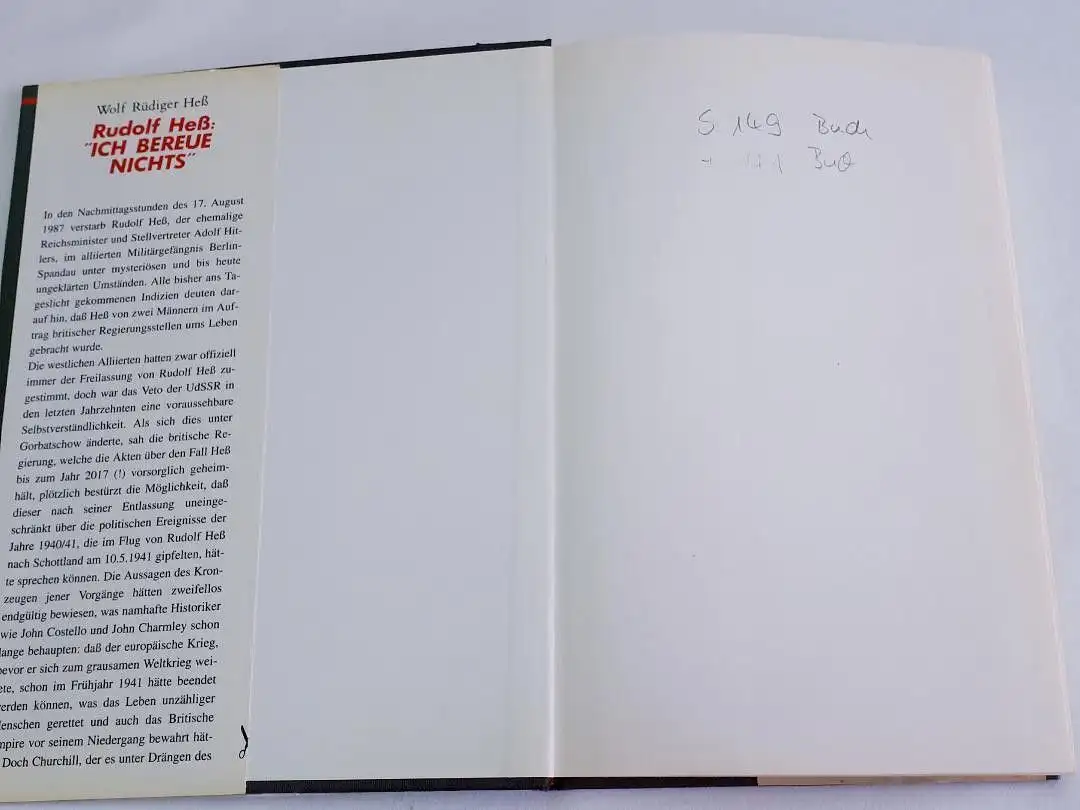 Wolf Rüdiger Heß
Rudolf Heß:
"ICH BEREUE
NICHTS"
In den Nachmittagsstunden des 17. August
1987 verstarb Rudolf Heß, der ehemalige
Reichsminister und Stellvertreter Adolf Hit-
lers, im alliierten Militärgefängnis Berlin-
Spandau unter mysteriösen und bis heute
ungeklärten Umständen. Alle bisher ans Ta-
geslicht gekommenen Indizien deuten dar-
auf hin, daß Heß von zwei Männern im Auf-
trag britischer Regierungsstellen ums Leben
gebracht wurde.
Die westlichen Alliierten hatten zwar offiziell
immer der Freilassung von Rudolf Heß zu-
gestimmt, doch war das Veto der UdSSR in
den letzten Jahrzehnten eine voraussehbare
Selbstverständlichkeit. Als sich dies unter
Gorbatschow änderte, sah die britische Re-
gierung, welche die Akten über den Fall Heß
bis zum Jahr 2017 (!) vorsorglich geheim-
hält, plötzlich bestürzt die Möglichkeit, daß
dieser nach seiner Entlassung uneinge-
schränkt über die politischen Ereignisse der
Jahre 1940/41, die im Flug von Rudolf Heß
nach Schottland am 10.5.1941 gipfelten, hät-
te sprechen können. Die Aussagen des Kron-
zeugen jener Vorgänge hätten zweifellos
endgültig bewiesen, was namhafte Historiker
wie John Costello und John Charmley schon
lange behaupten: daß der europäische Krieg,
bevor er sich zum grausamen Weltkrieg wei-
ete, schon im Frühjahr 1941 hätte beendet
werden können, was das Leben unzähliger
Menschen gerettet und auch das Britische
mpire vor seinem Niedergang bewahrt hät-
Doch Churchill, der es unter Drängen des
S. 149 Buch